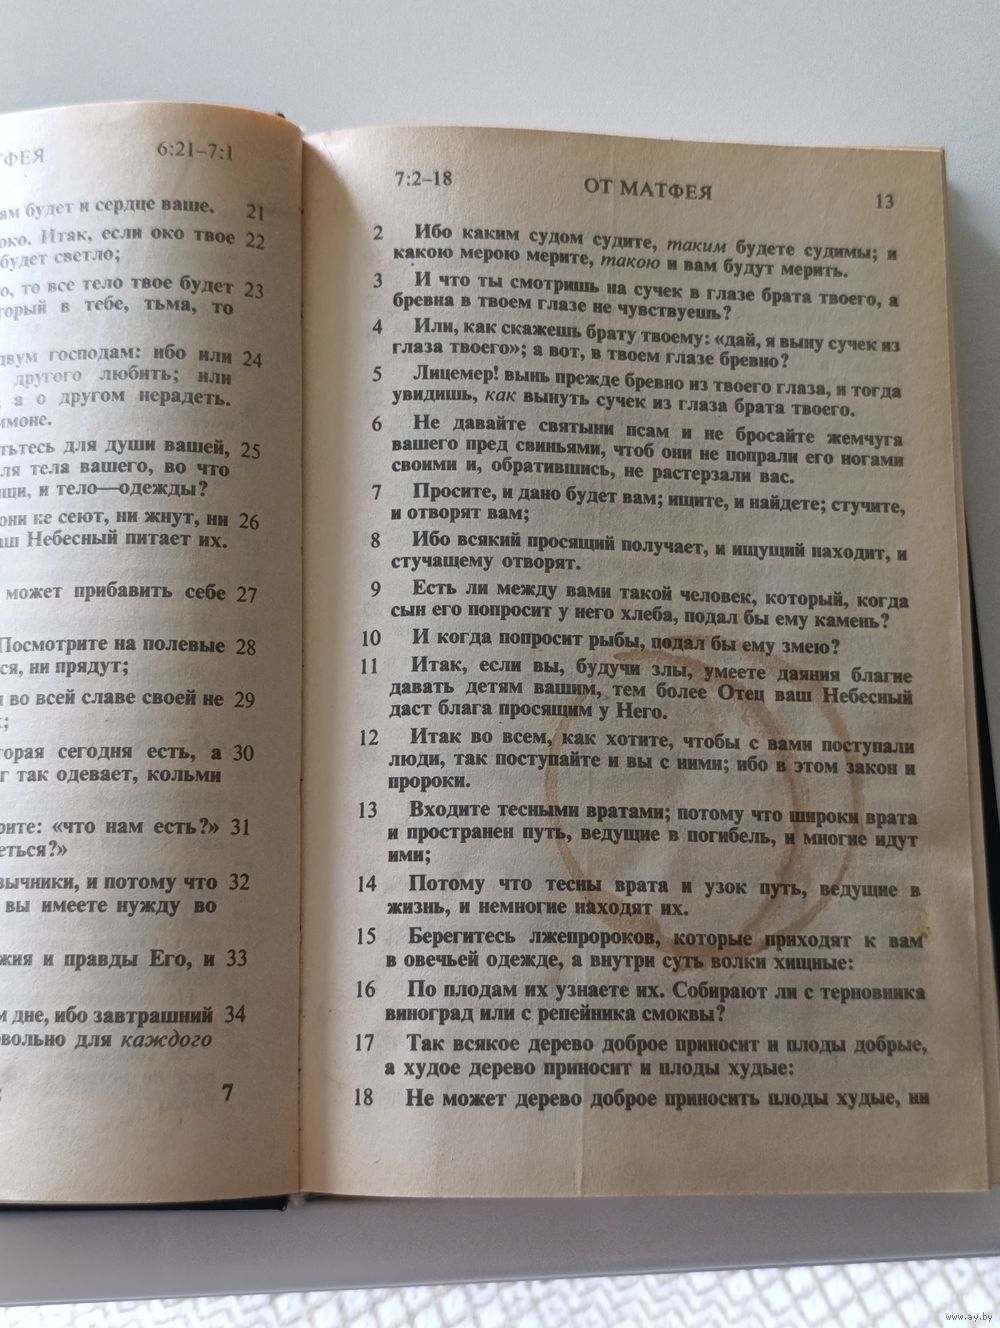 6:21–7:1
ам будет и сердце ваше. 21
око. Итак, если око твое 22
будет светло;
о, то все тело твое будет 23
торый в тебе, тьма, то
двум господам: ибо или 24
другого любить; или
а о другом нерадеть.
ммоне.
тьтесь для души вашей, 25
ля тела вашего, во что
ищи, и тело—одежды?
они не сеют, ни жнут, ни 26
аш Небесный питает их.
может прибавить себе 27
Посмотрите на полевые 28
ся, ни прядут;
и во всей славе своей не 29
торая сегодня есть, а 30
г так одевает, кольми
рите: «что нам есть?» 31
еться?»
зычники, и потому что 32
вы имеете нужду во
жия и правды Его, и 33
м дне, ибо завтрашний 34
вольно для каждого
7
7:2–18 ОТ МАТФЕЯ 13
2 Ибо каким судом судите, таким будете судимы; и
какою мерою мерите, такою и вам будут мерить.
3 И что ты смотришь на сучек в глазе брата твоего, а
бревна в твоем глазе не чувствуешь?
4 Или, как скажешь брату твоему: «дай, я выну сучек из
глаза твоего»; а вот, в твоем глазе бревно?
5 Лицемер! вынь прежде бревно из твоего глаза, и тогда
увидишь, как вынуть сучек из глаза брата твоего.
6 Не давайте святыни псам и не бросайте жемчуга
вашего пред свиньями, чтоб они не попрали его ногами
своими и, обратившись, не растерзали вас.
7 Просите, и дано будет вам; ищите, и найдете; стучите,
и отворят вам;
8 Ибо всякий просящий получает, и ищущий находит, и
стучащему отворят.
9 Есть ли между вами такой человек, который, когда
сын его попросит у него хлеба, подал бы ему камень?
10 И когда попросит рыбы, подал бы ему змею?
11 Итак, если вы, будучи злы, умеете даяния благие
давать детям вашим, тем более Отец ваш Небесный
даст блага просящим у Него.
12 Итак во всем, как хотите, чтобы с вами поступали
люди, так поступайте и вы с ними; ибо в этом закон и
пророки.
13 Входите тесными вратами; потому что широки врата
и пространен путь, ведущие в погибель, и многие идут
ими;
14 Потому что тесны врата и узок путь, ведущие в
жизнь, и немногие находят их.
15 Берегитесь лжепророков, которые приходят к вам
в овечьей одежде, а внутри суть волки хищные:
16 По плодам их узнаете их. Собирают ли с терновника
виноград или с репейника смоквы?
17 Так всякое дерево доброе приносит и плоды добрые,
а худое дерево приносит и плоды худые:
18 Не может дерево доброе приносить плоды худые, ни
www.ay.by